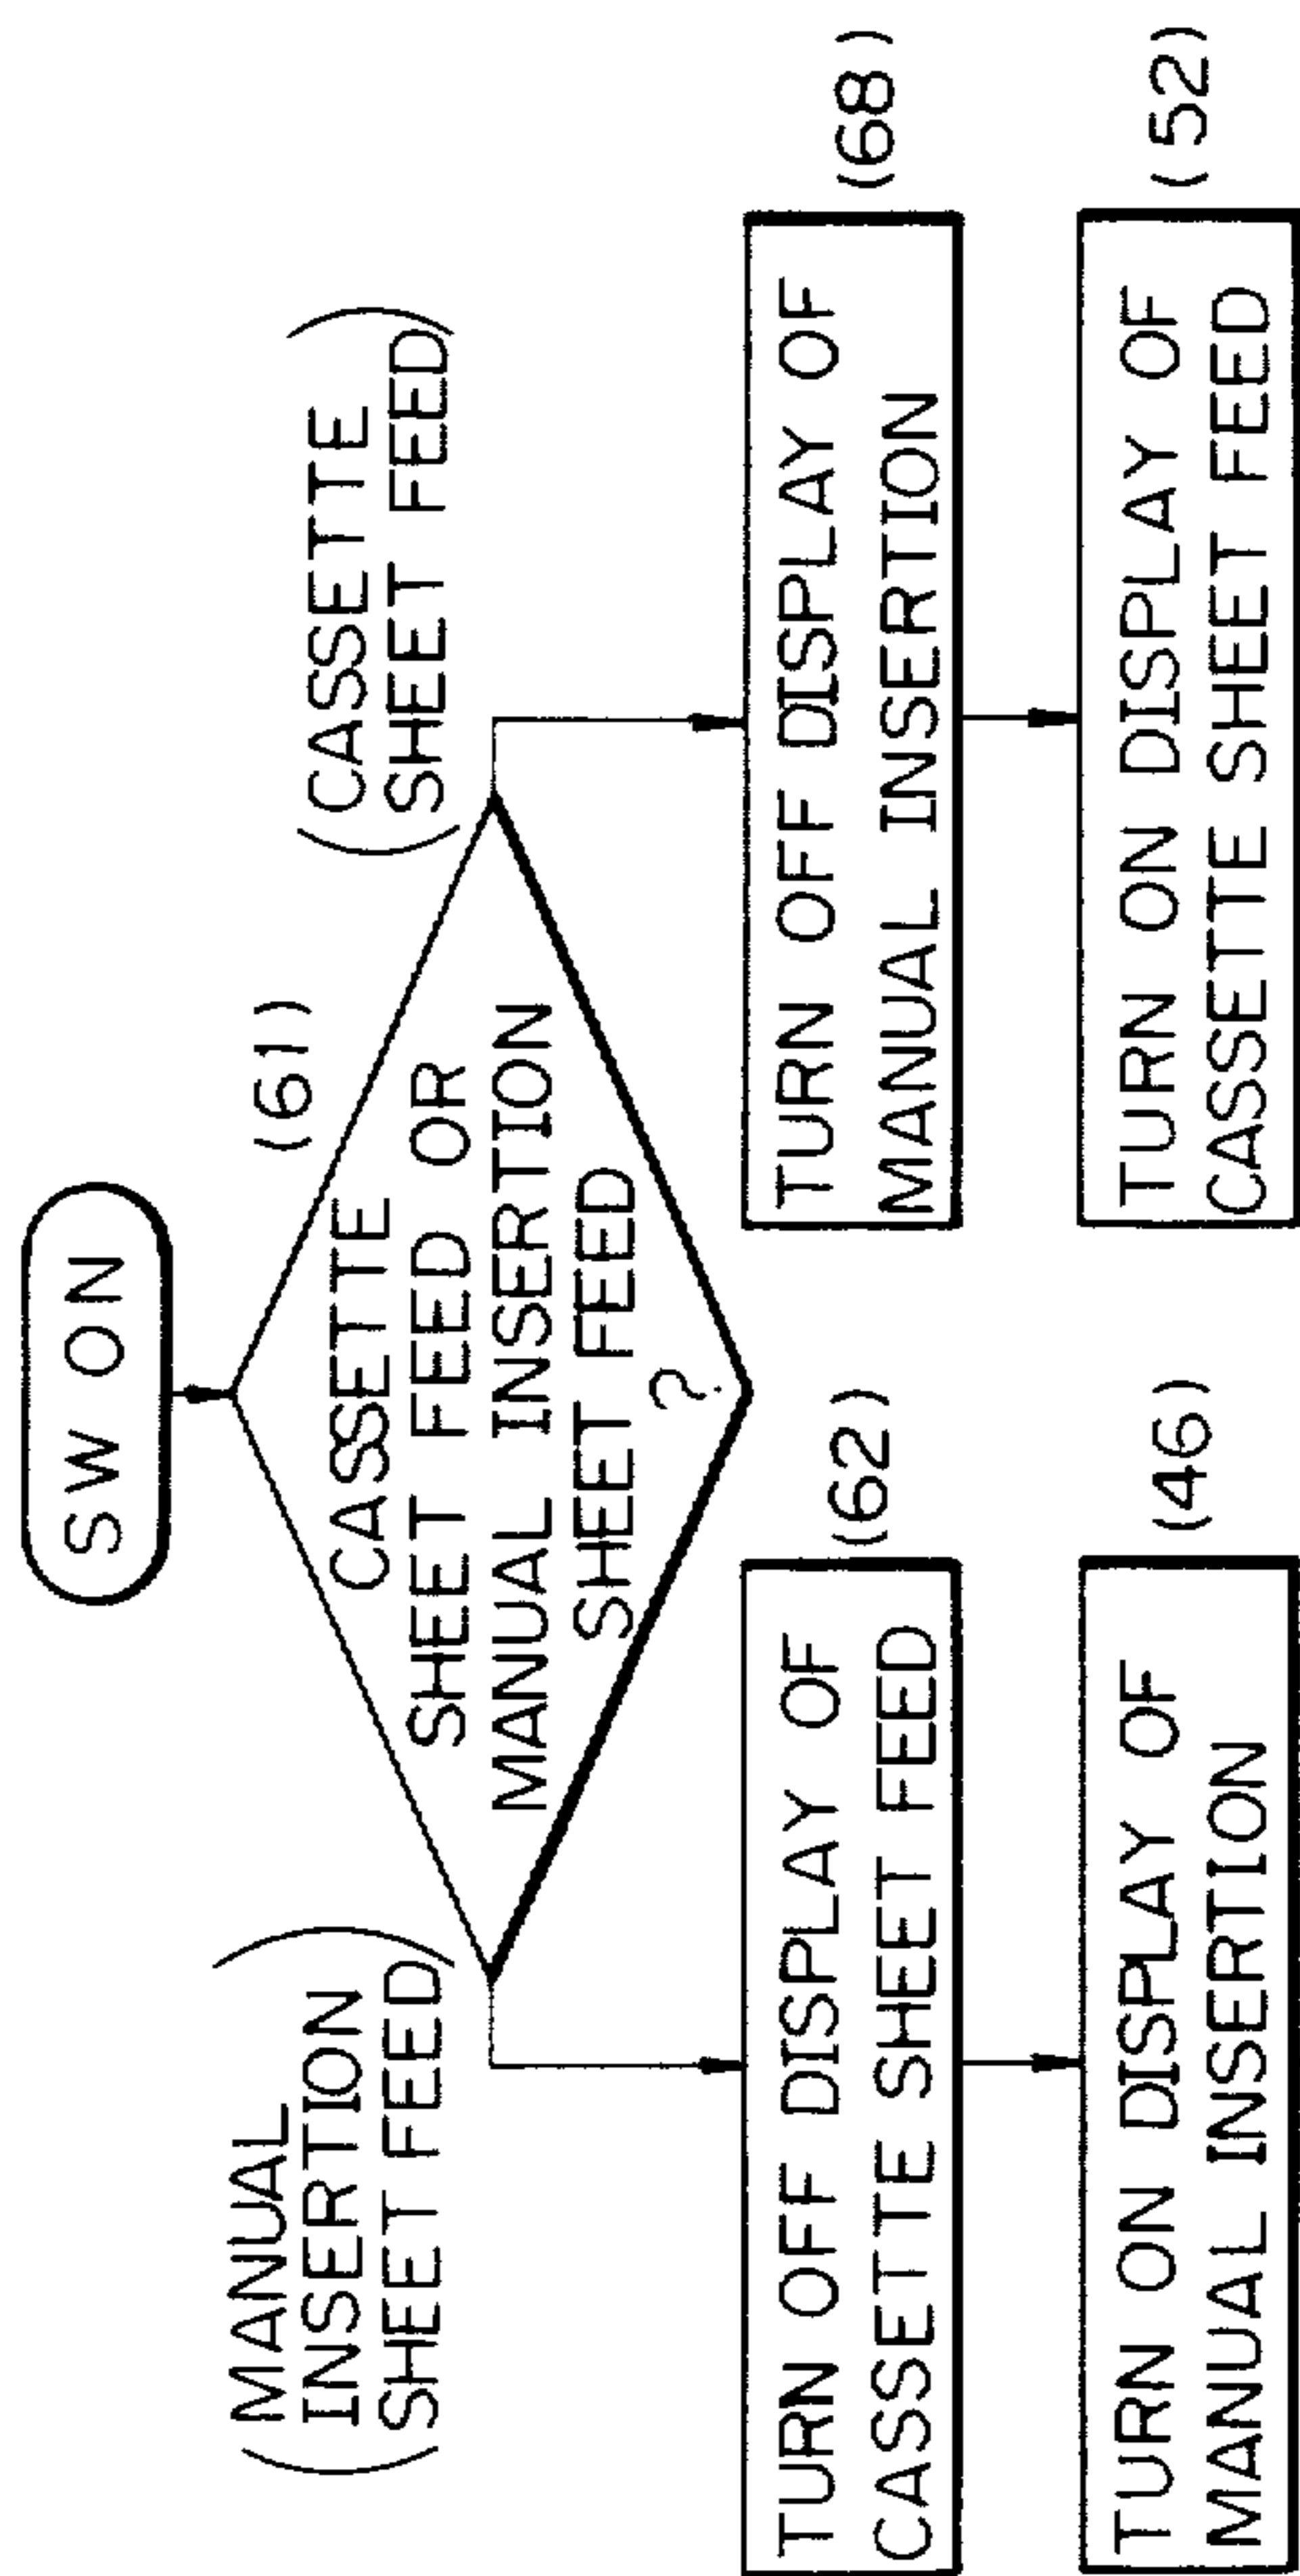 SW ON
(61)
CASSETTE
SHEET FEED OR
MANUAL INSERTION
SHEET FEED
?
(MANUAL
INSERTION
SHEET FEED)
(CASSETTE
SHEET FEED)
(62)
TURN OFF DISPLAY OF
CASSETTE SHEET FEED
(46)
TURN ON DISPLAY OF
MANUAL INSERTION
(68)
TURN OFF DISPLAY OF
MANUAL INSERTION
(52)
TURN ON DISPLAY OF
CASSETTE SHEET FEED